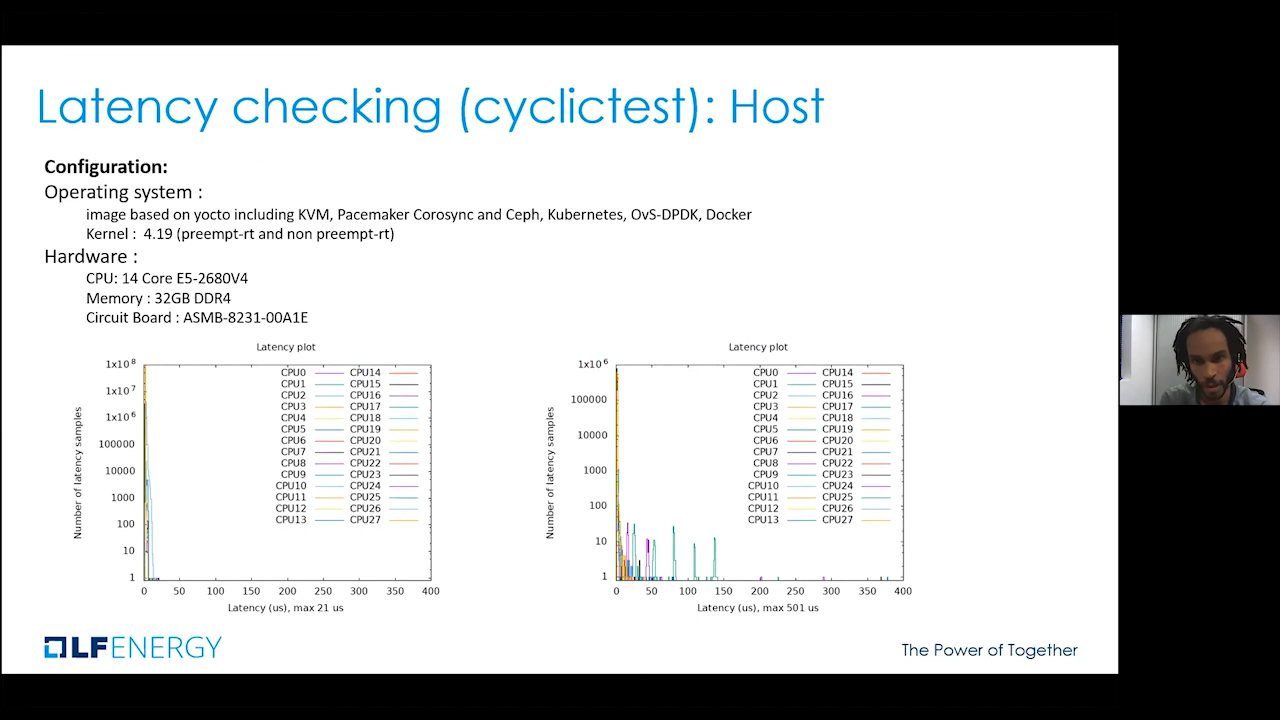 Latency checking (cyclictest): Host
Configuration:
Operating system :
image based on yocto including KVM, Pacemaker Corosync and Ceph, Kubernetes, OvS-DPDK, Docker
Kernel : 4.19 (preempt-rt and non preempt-rt)
Hardware :
CPU: 14 Core E5-2680V4
Memory : 32GB DDR4
Circuit Board : ASMB-8231-00A1E
Latency plot
1x10^8
1x10^7
1x10^6
100000
10000
1000
100
10
1
Number of latency samples
CPU0 CPU14
CPU1 CPU15
CPU2 CPU16
CPU3 CPU17
CPU4 CPU18
CPU5 CPU19
CPU6 CPU20
CPU7 CPU21
CPU8 CPU22
CPU9 CPU23
CPU10 CPU24
CPU11 CPU25
CPU12 CPU26
CPU13 CPU27
0 50 100 150 200 250 300 350 400
Latency (us), max 21 us
Latency plot
1x10^6
100000
10000
1000
100
10
1
Number of latency samples
CPU0 CPU14
CPU1 CPU15
CPU2 CPU16
CPU3 CPU17
CPU4 CPU18
CPU5 CPU19
CPU6 CPU20
CPU7 CPU21
CPU8 CPU22
CPU9 CPU23
CPU10 CPU24
CPU11 CPU25
CPU12 CPU26
CPU13 CPU27
0 50 100 150 200 250 300 350 400
Latency (us), max 501 us
LFENERGY
The Power of Together